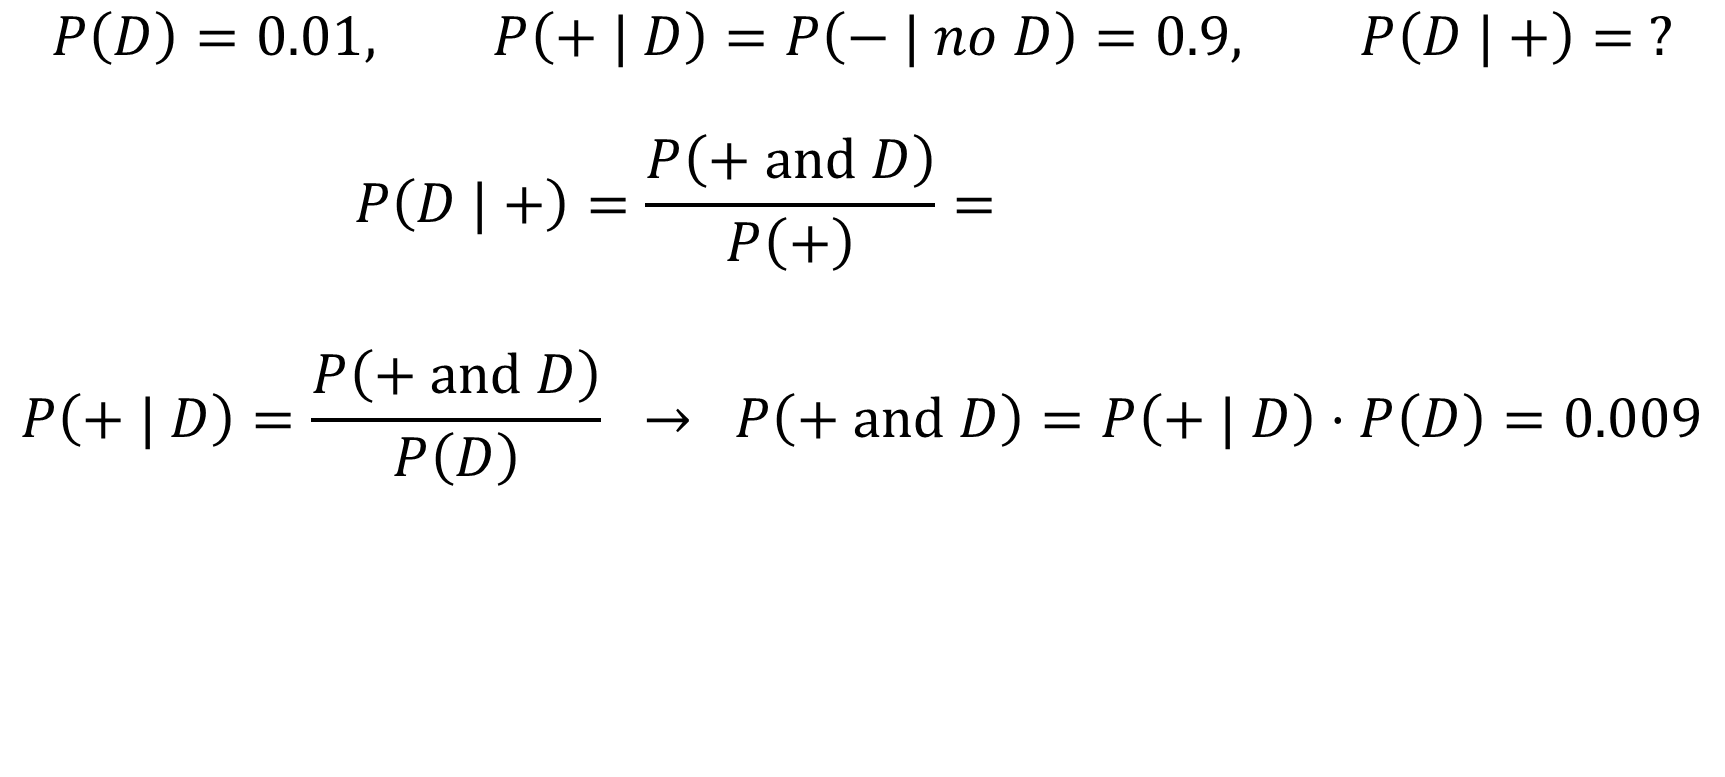 P(D) = 0.01, P(+ | D) = P(− | no D) = 0.9, P(D | +) = ?
P(D | +) = P(+ and D) / P(+) =
P(+ | D) = P(+ and D) / P(D) → P(+ and D) = P(+ | D) · P(D) = 0.009